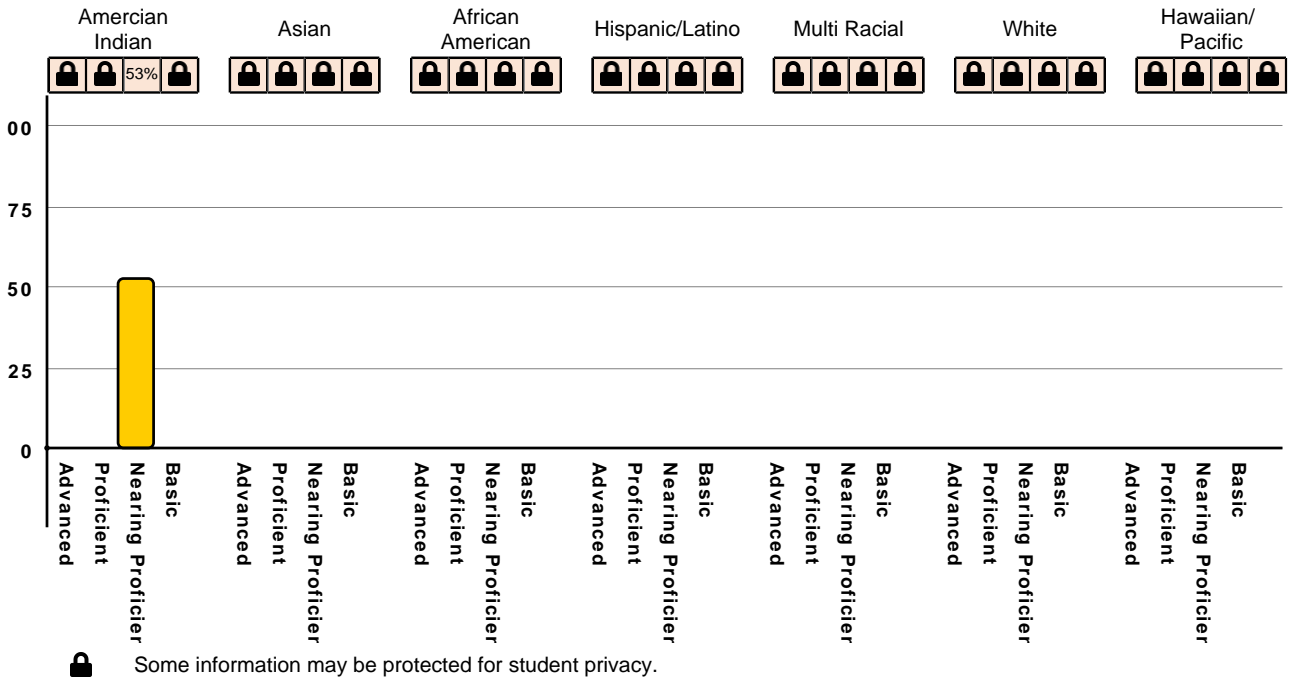 Amercian
Indian
Asian
African
American
Hispanic/Latino
Multi Racial
White
Hawaiian/
Pacific
53%
00
75
50
25
0
Advanced
Proficient
Nearing Proficier
Basic
Advanced
Proficient
Nearing Proficier
Basic
Advanced
Proficient
Nearing Proficier
Basic
Advanced
Proficient
Nearing Proficier
Basic
Advanced
Proficient
Nearing Proficier
Basic
Advanced
Proficient
Nearing Proficier
Basic
Advanced
Proficient
Nearing Proficier
Basic
Some information may be protected for student privacy.